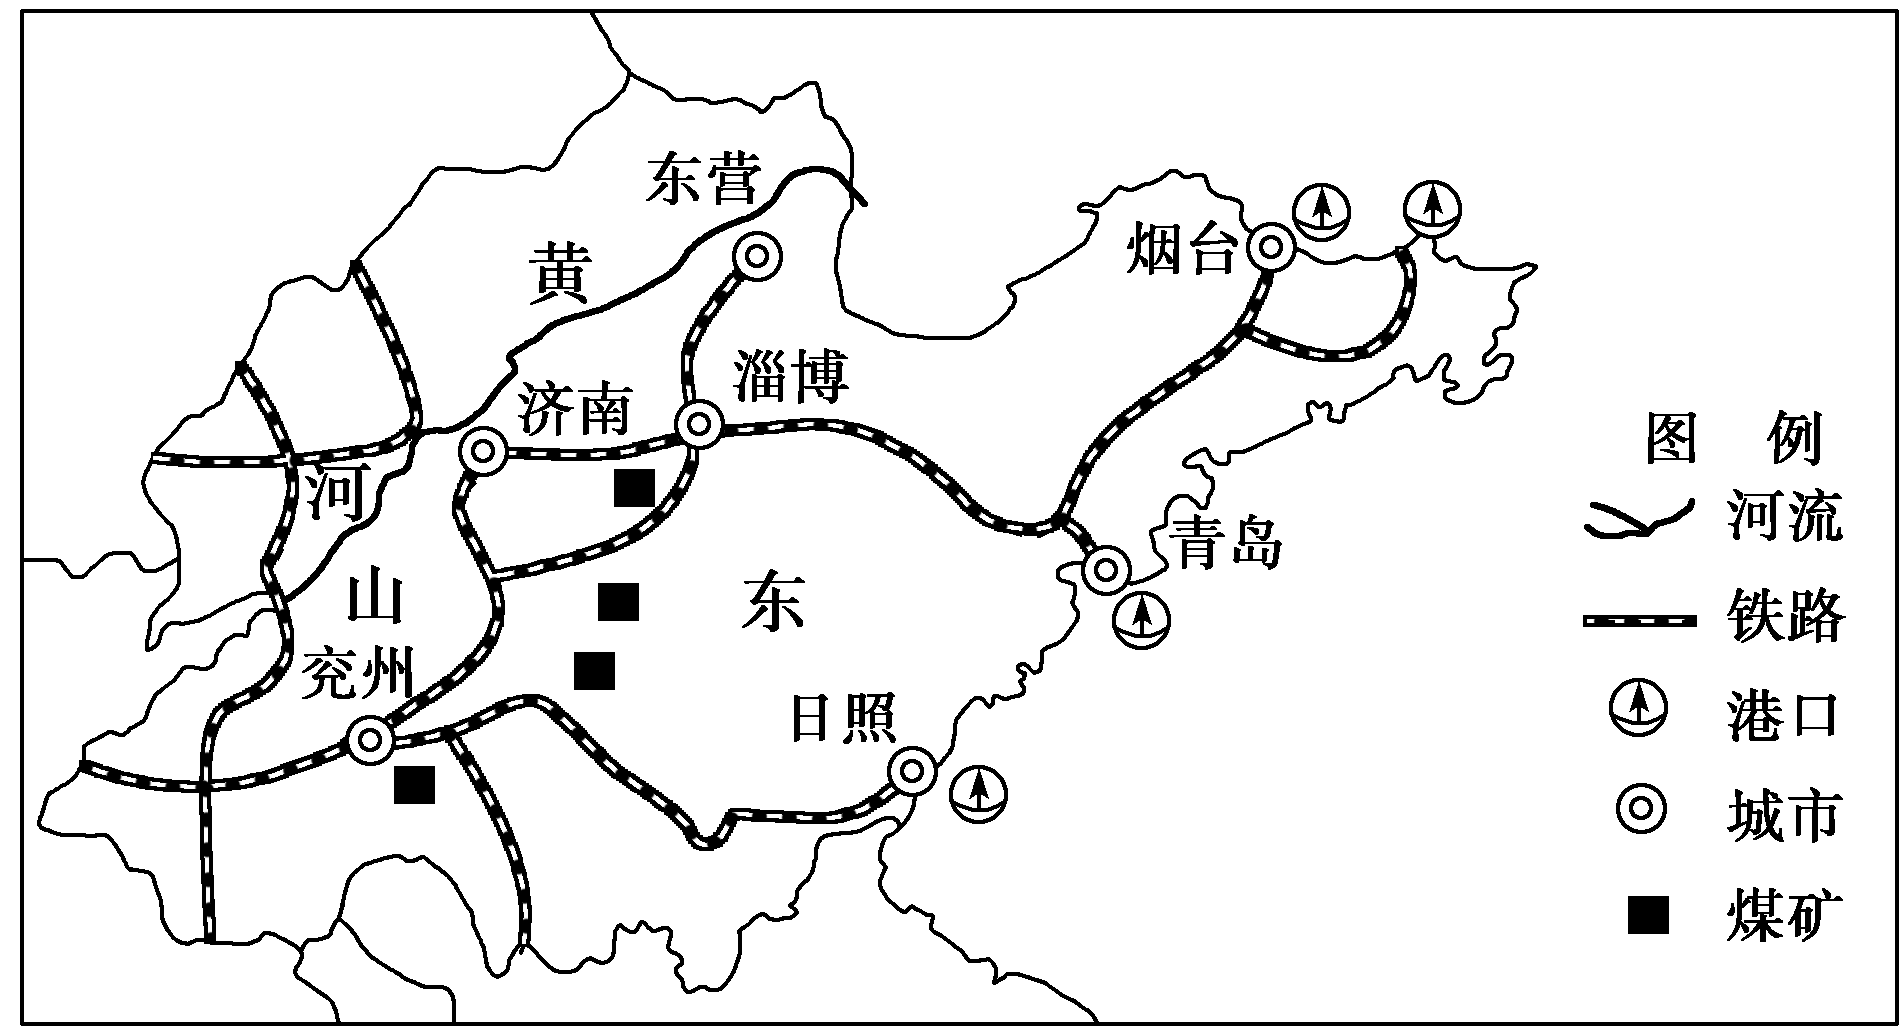 东营
黄
烟台
淄博
济南
河
青岛
山
东
兖州
日照
图 例
河流
铁路
港口
城市
煤矿